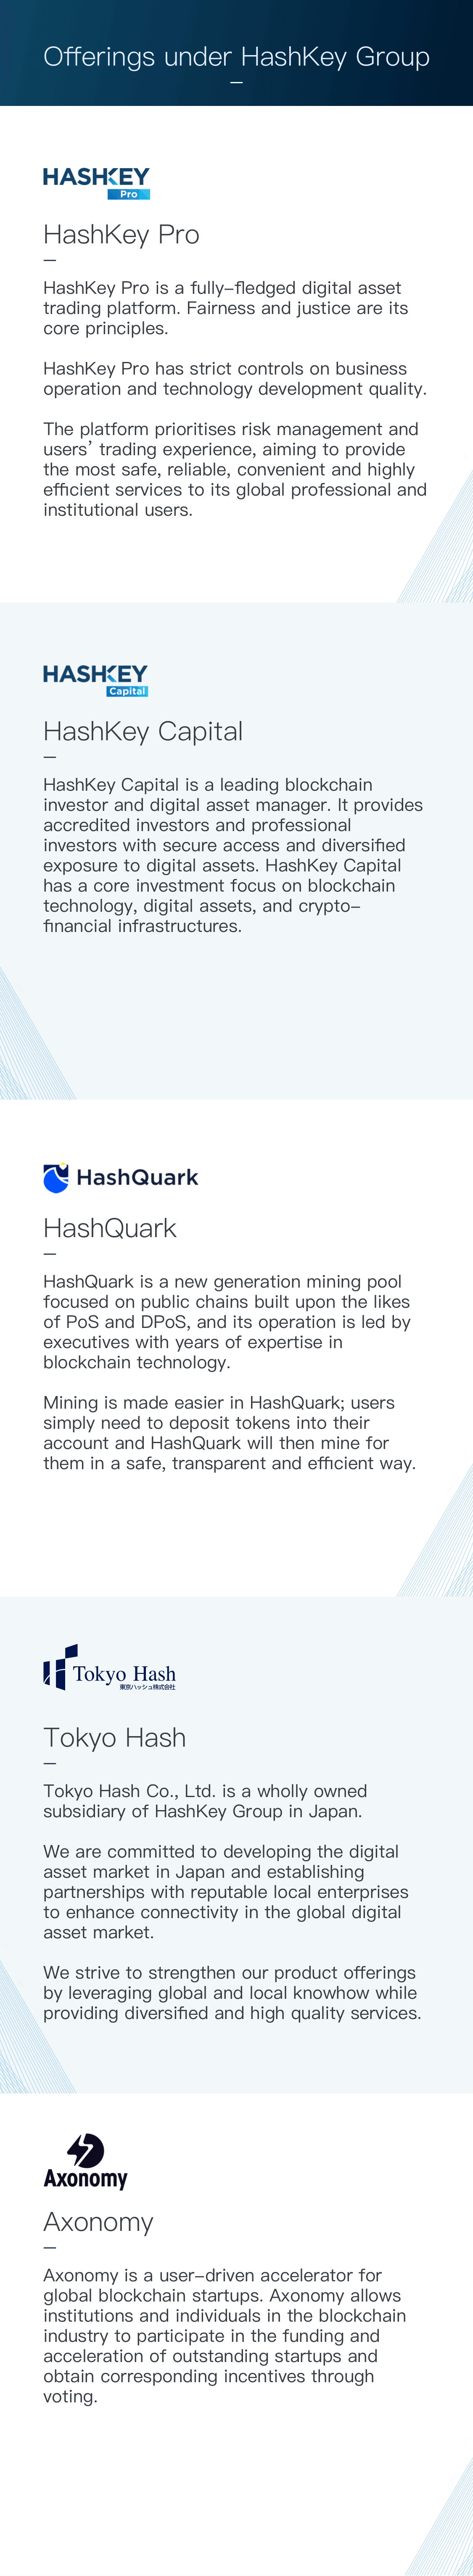 Offerings under HashKey Group
HASHKEY
Pro
HashKey Pro
HashKey Pro is a fully-fledged digital asset
trading platform. Fairness and justice are its
core principles.
HashKey Pro has strict controls on business
operation and technology development quality.
The platform prioritises risk management and
users’ trading experience, aiming to provide
the most safe, reliable, convenient and highly
efficient services to its global professional and
institutional users.
HASHKEY
Capital
HashKey Capital
HashKey Capital is a leading blockchain
investor and digital asset manager. It provides
accredited investors and professional
investors with secure access and diversified
exposure to digital assets. HashKey Capital
has a core investment focus on blockchain
technology, digital assets, and crypto-
financial infrastructures.
HashQuark
HashQuark
HashQuark is a new generation mining pool
focused on public chains built upon the likes
of PoS and DPoS, and its operation is led by
executives with years of expertise in
blockchain technology.
Mining is made easier in HashQuark; users
simply need to deposit tokens into their
account and HashQuark will then mine for
them in a safe, transparent and efficient way.
Tokyo Hash
東京ハッシュ株式会社
Tokyo Hash
Tokyo Hash Co., Ltd. is a wholly owned
subsidiary of HashKey Group in Japan.
We are committed to developing the digital
asset market in Japan and establishing
partnerships with reputable local enterprises
to enhance connectivity in the global digital
asset market.
We strive to strengthen our product offerings
by leveraging global and local knowhow while
providing diversified and high quality services.
Axonomy
Axonomy
Axonomy is a user-driven accelerator for
global blockchain startups. Axonomy allows
institutions and individuals in the blockchain
industry to participate in the funding and
acceleration of outstanding startups and
obtain corresponding incentives through
voting.